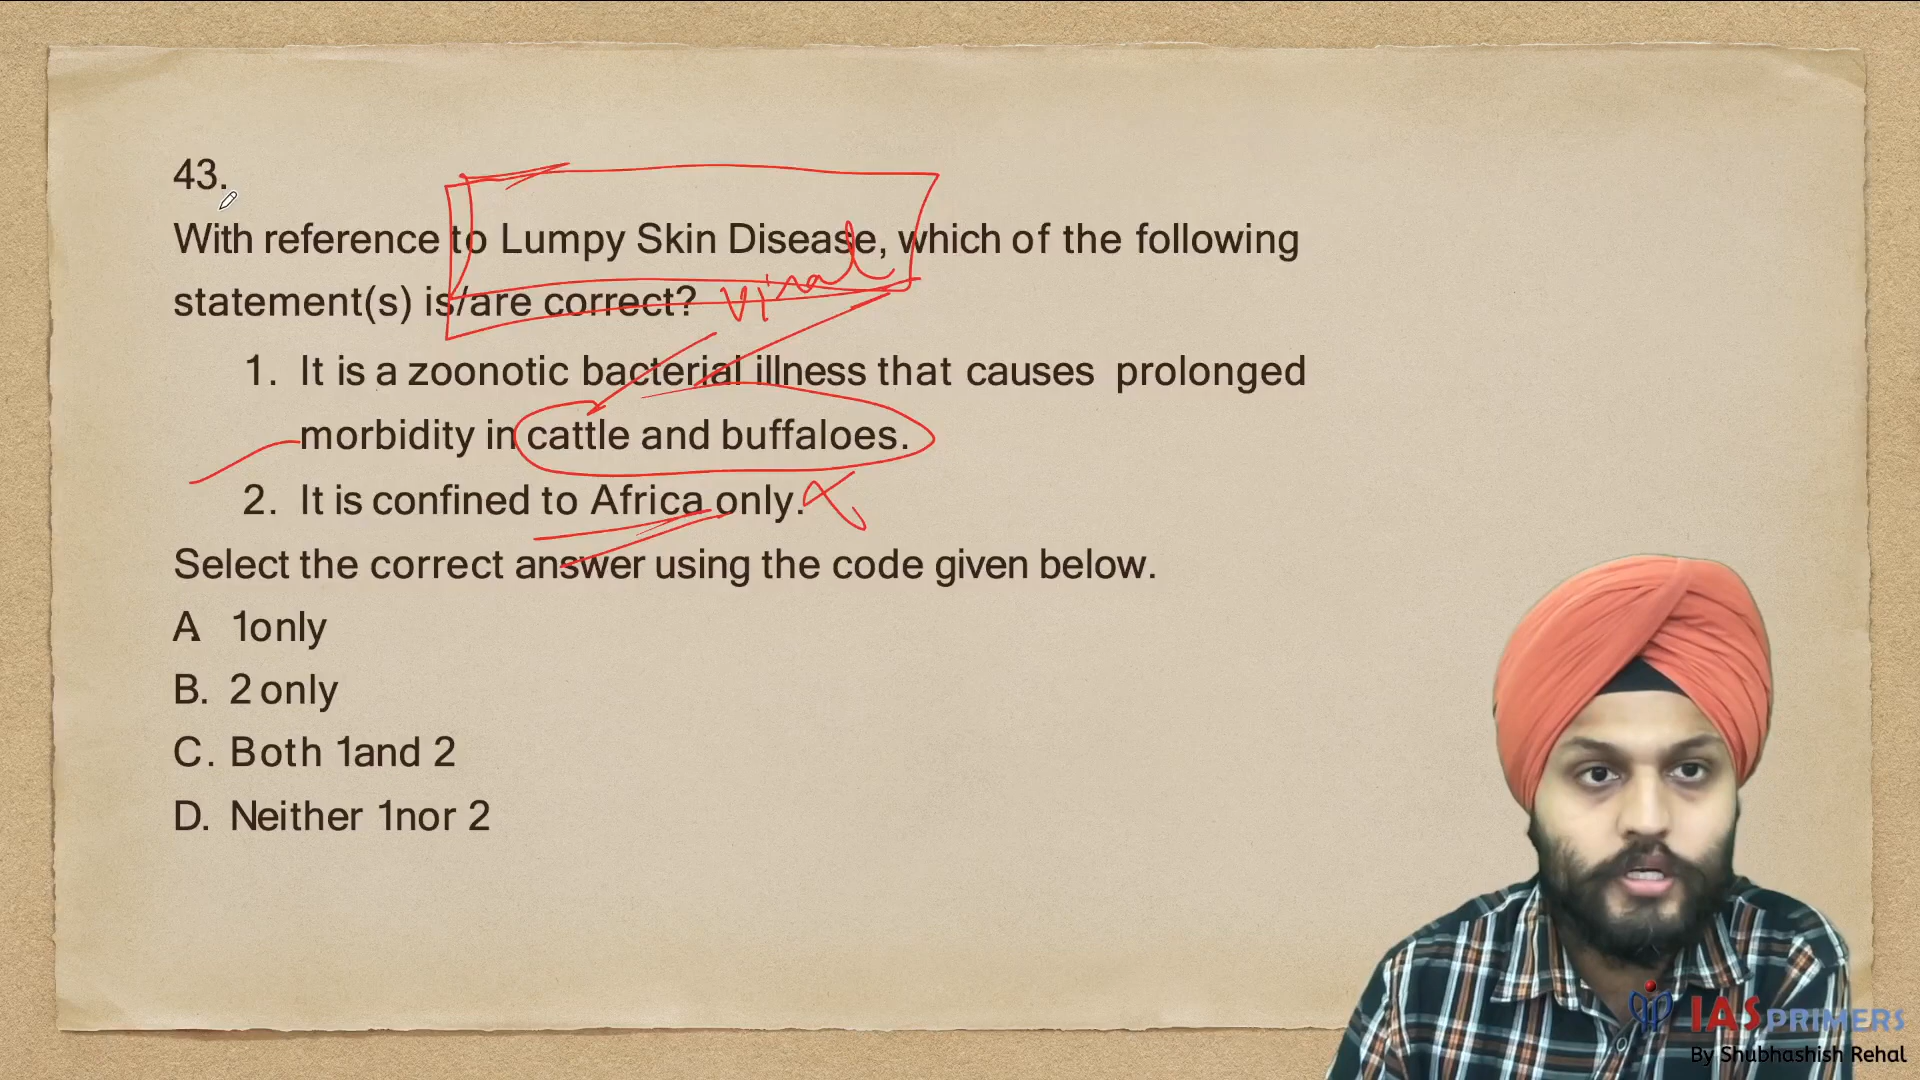 43.
With reference to Lumpy Skin Disease, which of the following
statement(s) is/are correct? viral
1. It is a zoonotic bacterial illness that causes prolonged
morbidity in cattle and buffaloes.
2. It is confined to Africa only.
Select the correct answer using the code given below.
A 1only
B. 2 only
C. Both 1and 2
D. Neither 1nor 2
IAS PRIMERS
By Shubhashish Rehal